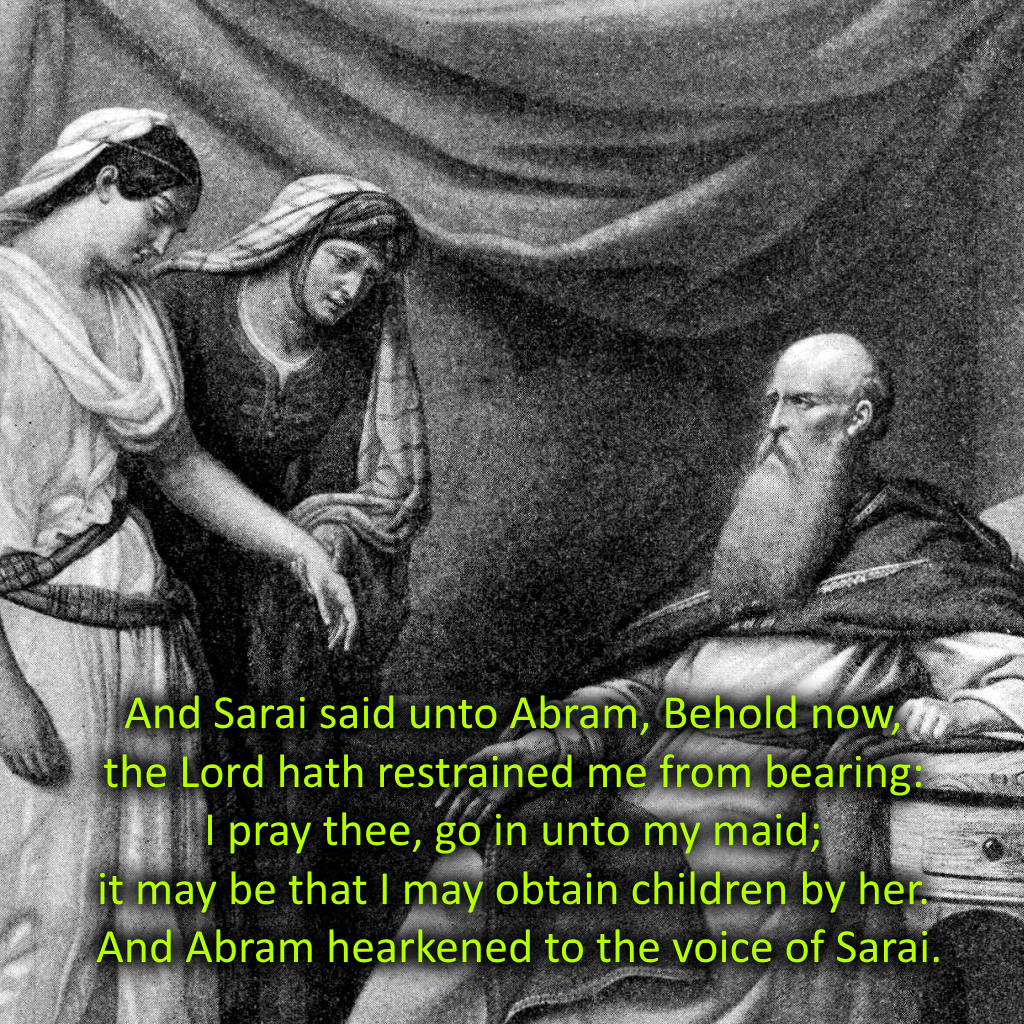 And Sarai said unto Abram, Behold now,
the Lord hath restrained me from bearing:
I pray thee, go in unto my maid;
it may be that I may obtain children by her.
And Abram hearkened to the voice of Sarai.